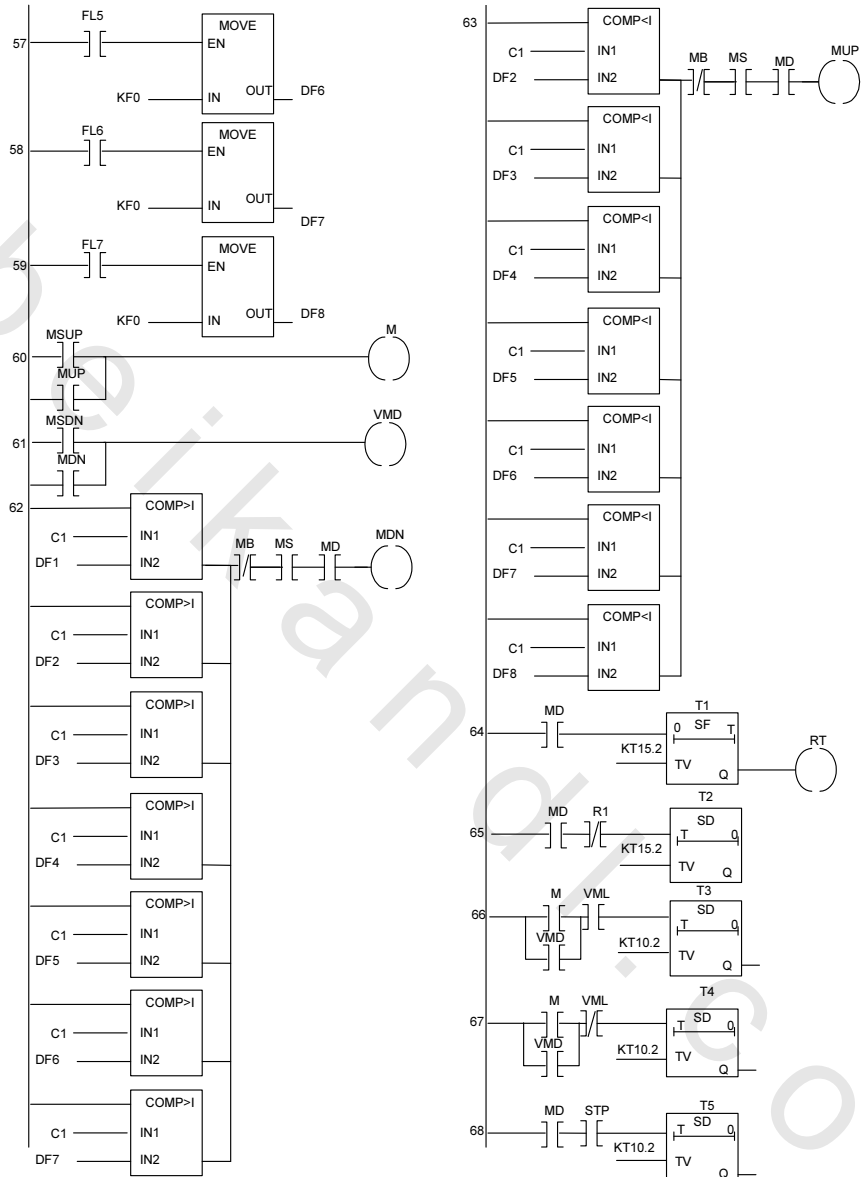 57
FL5
MOVE
EN
KF0
IN
OUT
DF6
58
FL6
MOVE
EN
KF0
IN
OUT
DF7
59
FL7
MOVE
EN
KF0
IN
OUT
DF8
60
MSUP
M
MUP
61
MSDN
VMD
MDN
62
COMP>I
C1
IN1
DF1
IN2
MB
MS
MD
MDN
COMP>I
C1
IN1
DF2
IN2
COMP>I
C1
IN1
DF3
IN2
COMP>I
C1
IN1
DF4
IN2
COMP>I
C1
IN1
DF5
IN2
COMP>I
C1
IN1
DF6
IN2
COMP>I
C1
IN1
DF7
IN2
63
COMP<I
C1
IN1
DF2
IN2
MB
MS
MD
MUP
COMP<I
C1
IN1
DF3
IN2
COMP<I
C1
IN1
DF4
IN2
COMP<I
C1
IN1
DF5
IN2
COMP<I
C1
IN1
DF6
IN2
COMP<I
C1
IN1
DF7
IN2
COMP<I
C1
IN1
DF8
IN2
64
MD
T1
0 SF T
KT15.2
TV
Q
RT
65
MD
R1
T2
SD
T 0
KT15.2
TV
Q
66
M
VML
VMD
T3
SD
T 0
KT10.2
TV
Q
67
M
VML
VMD
T4
SD
T 0
KT10.2
TV
Q
68
MD
STP
T5
SD
T 0
KT10.2
TV
Q
beikandl.co